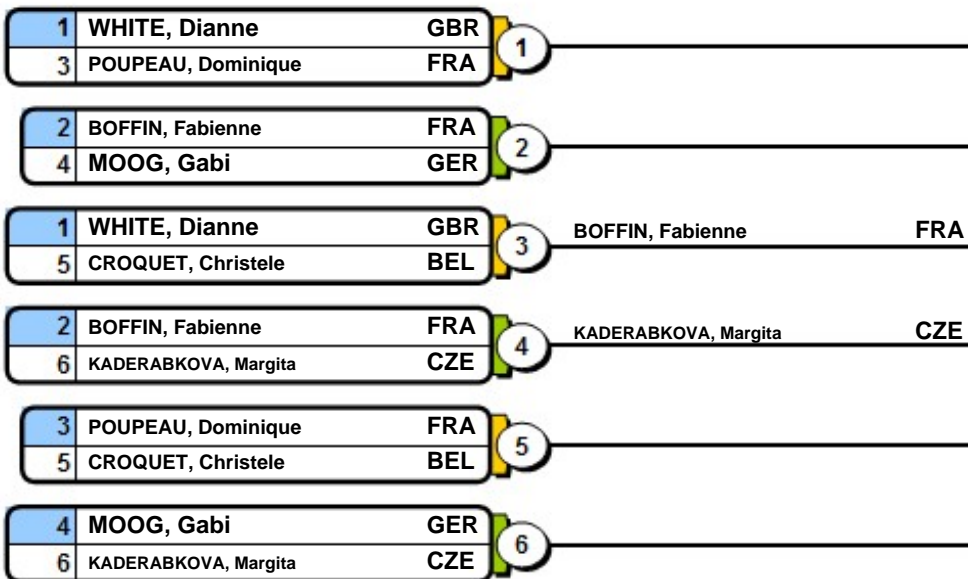 1 WHITE, Dianne GBR
3 POUPEAU, Dominique FRA
1
2 BOFFIN, Fabienne FRA
4 MOOG, Gabi GER
2
1 WHITE, Dianne GBR
5 CROQUET, Christele BEL
3 BOFFIN, Fabienne FRA
2 BOFFIN, Fabienne FRA
6 KADERABKOVA, Margita CZE
4 KADERABKOVA, Margita CZE
3 POUPEAU, Dominique FRA
5 CROQUET, Christele BEL
5
4 MOOG, Gabi GER
6 KADERABKOVA, Margita CZE
6